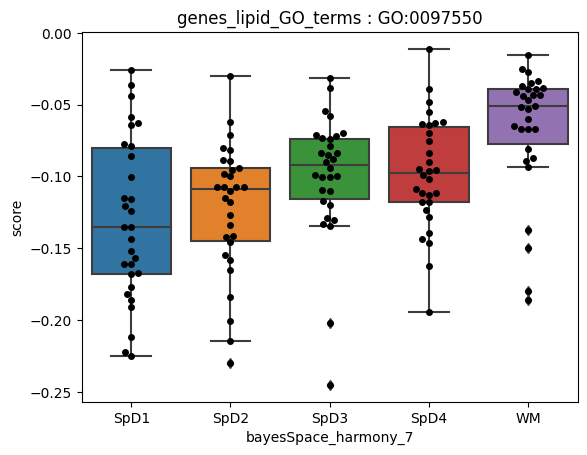 genes_lipid_GO_terms : GO:0097550
0.00
−0.05
−0.10
−0.15
−0.20
−0.25
score
SpD1 SpD2 SpD3 SpD4 WM
bayesSpace_harmony_7